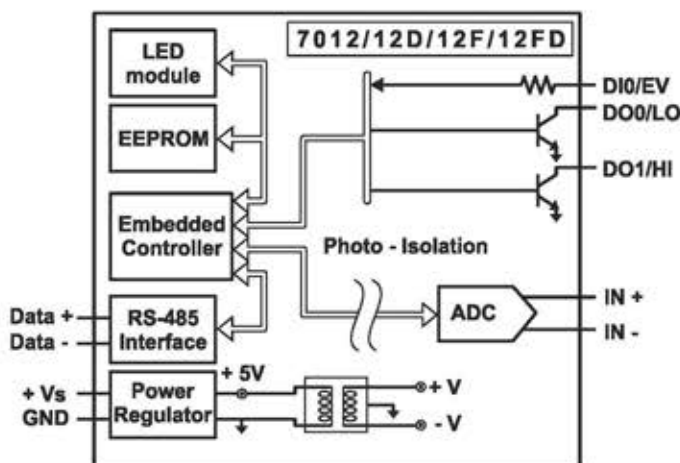 7012/12D/12F/12FD
LED
module
EEPROM
Embedded
Controller
RS-485
Interface
Power
Regulator
Data +
Data -
+ Vs
GND
+ 5V
Photo - Isolation
ADC
+ V
- V
DI0/EV
DO0/LO
DO1/HI
IN +
IN -